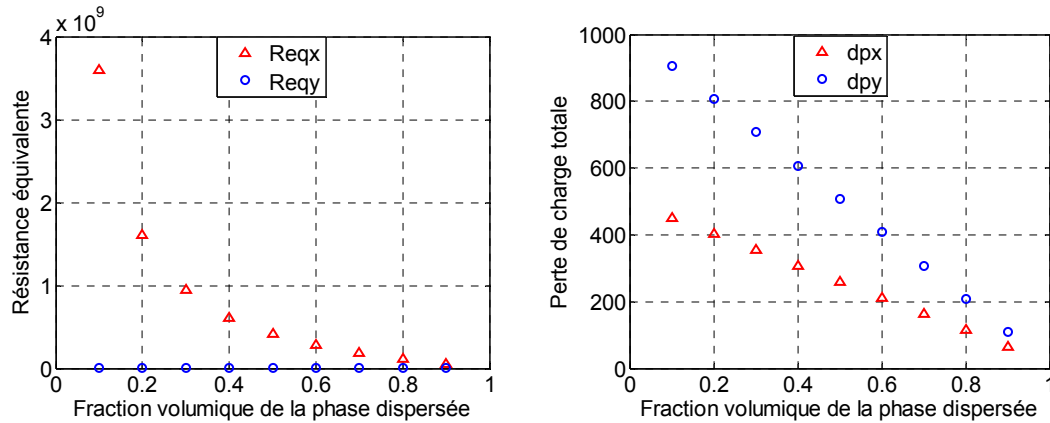 x 10^9
4
3
2
1
0
Résistance équivalente
Reqx
Reqy
0 0.2 0.4 0.6 0.8 1
Fraction volumique de la phase dispersée
1000
800
600
400
200
0
Perte de charge totale
dpx
dpy
0 0.2 0.4 0.6 0.8 1
Fraction volumique de la phase dispersée